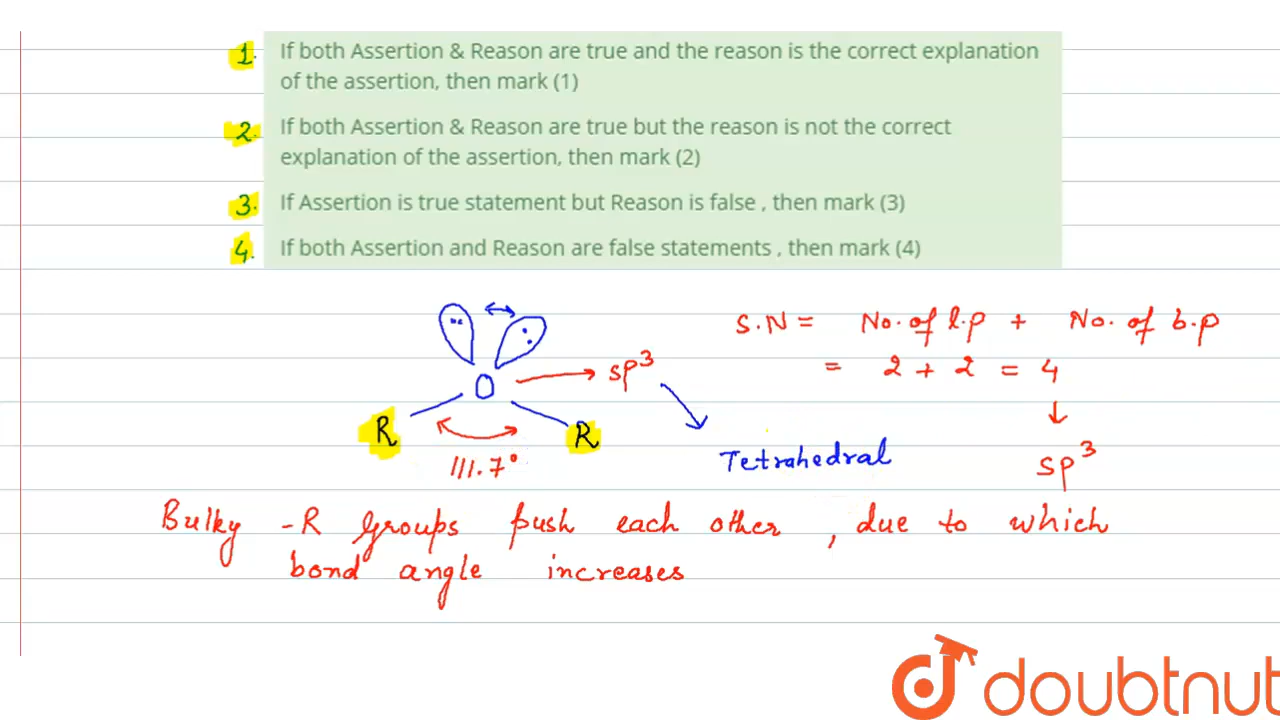 1. If both Assertion & Reason are true and the reason is the correct explanation
of the assertion, then mark (1)
2. If both Assertion & Reason are true but the reason is not the correct
explanation of the assertion, then mark (2)
3. If Assertion is true statement but Reason is false , then mark (3)
4. If both Assertion and Reason are false statements , then mark (4)
S.N = No. of l.p + No. of b.p
= 2 + 2 = 4
O → sp³
R R
111.7°
Tetrahedral
sp³
Bulky -R groups push each other , due to which
bond angle increases
doubtnut